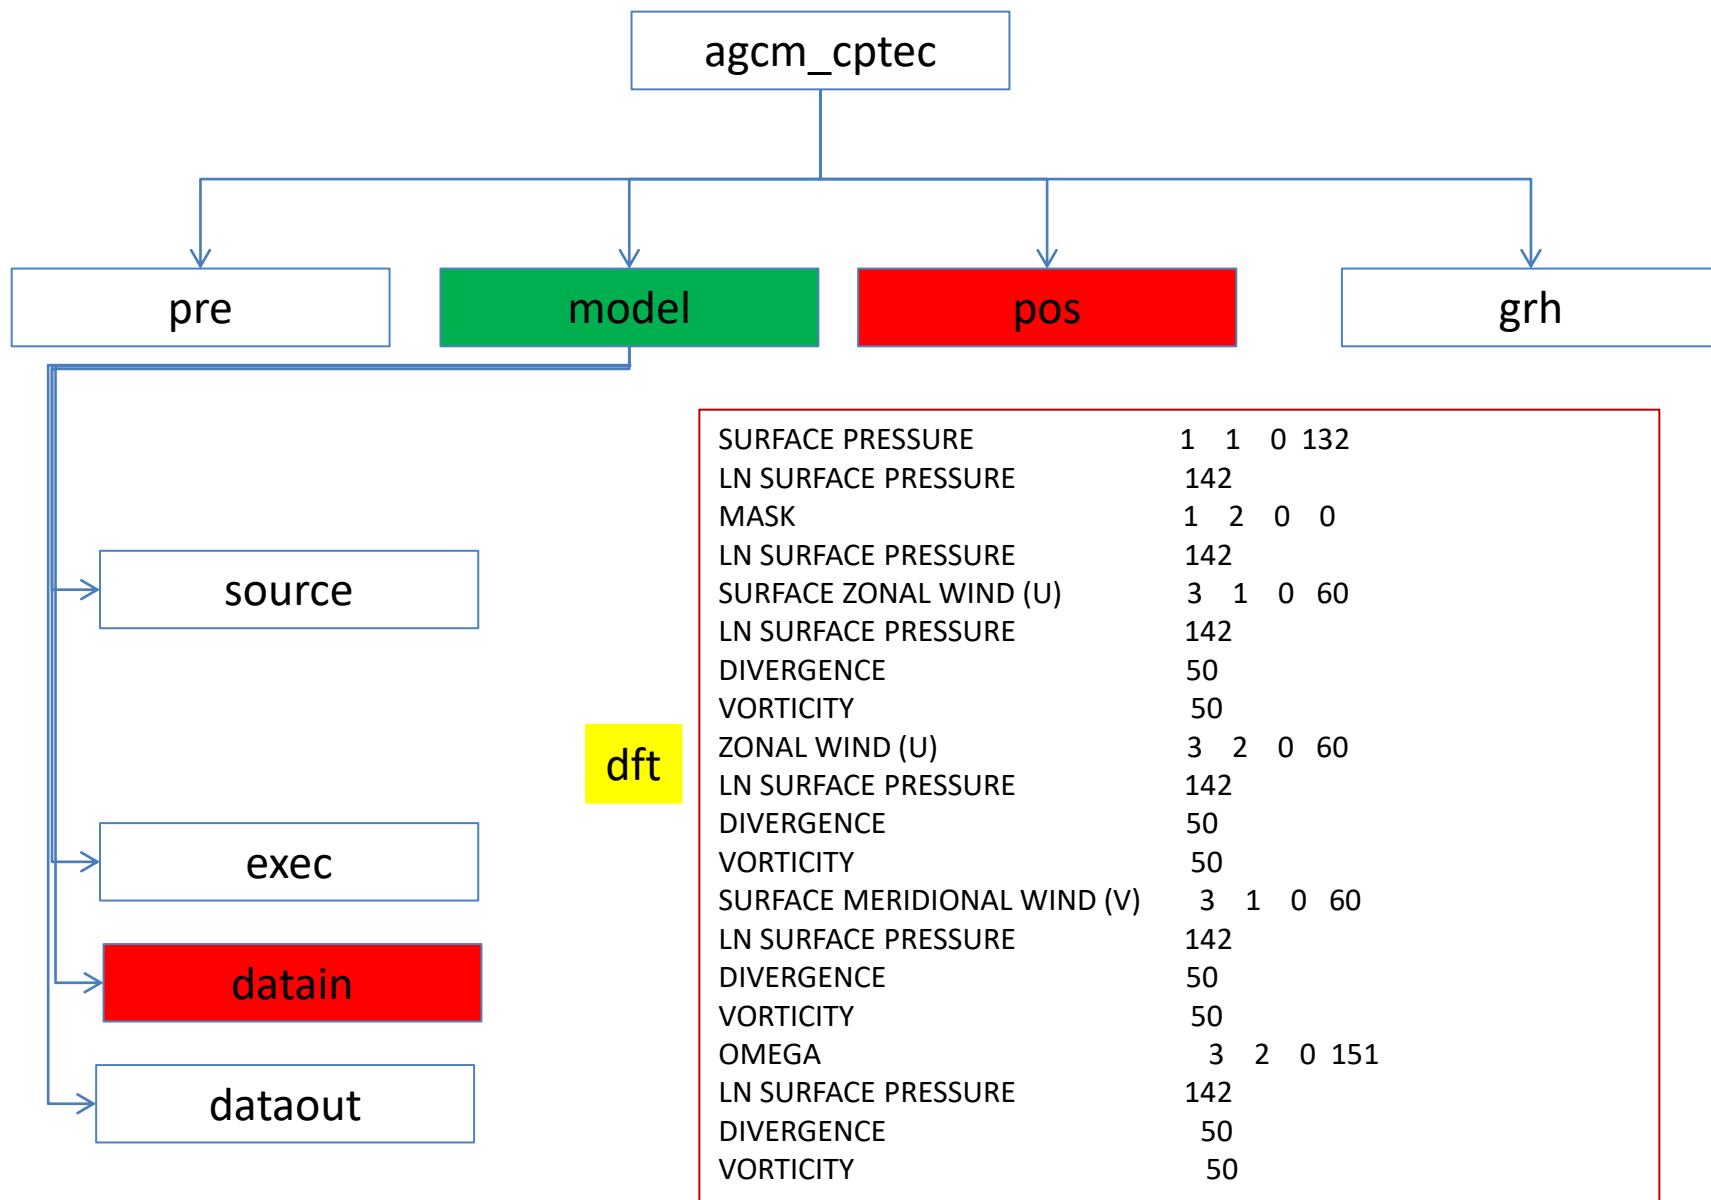 agcm_cptec
pre
model
pos
grh
source
exec
datain
dataout
dft
SURFACE PRESSURE 1 1 0 132
LN SURFACE PRESSURE 142
MASK 1 2 0 0
LN SURFACE PRESSURE 142
SURFACE ZONAL WIND (U) 3 1 0 60
LN SURFACE PRESSURE 142
DIVERGENCE 50
VORTICITY 50
ZONAL WIND (U) 3 2 0 60
LN SURFACE PRESSURE 142
DIVERGENCE 50
VORTICITY 50
SURFACE MERIDIONAL WIND (V) 3 1 0 60
LN SURFACE PRESSURE 142
DIVERGENCE 50
VORTICITY 50
OMEGA 3 2 0 151
LN SURFACE PRESSURE 142
DIVERGENCE 50
VORTICITY 50